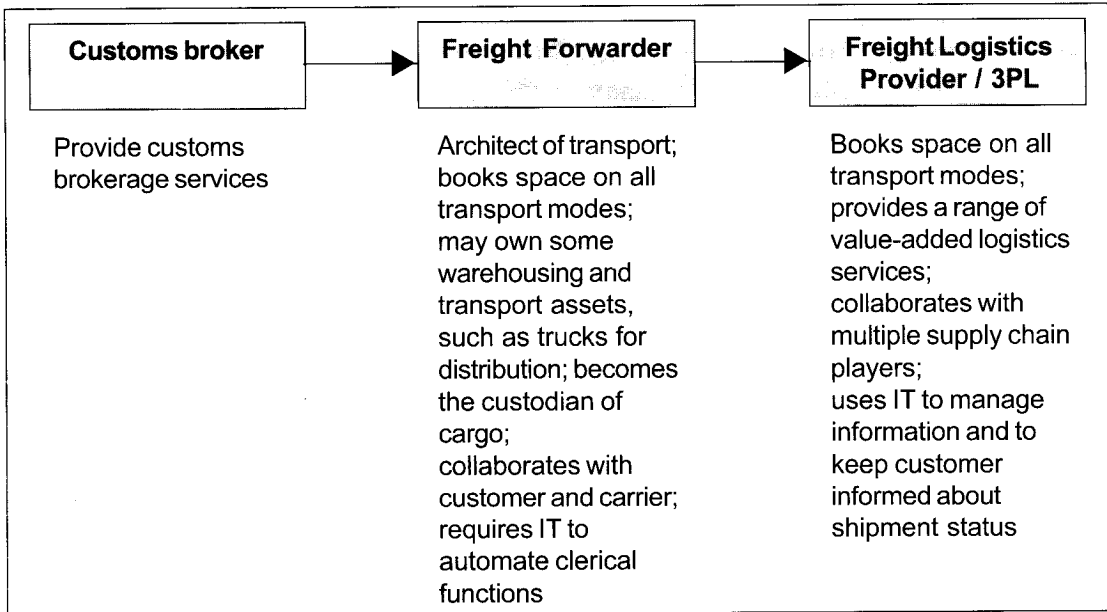 Customs broker
Freight Forwarder
Freight Logistics
Provider / 3PL
Provide customs
brokerage services
Architect of transport;
books space on all
transport modes;
may own some
warehousing and
transport assets,
such as trucks for
distribution; becomes
the custodian of
cargo;
collaborates with
customer and carrier;
requires IT to
automate clerical
functions
Books space on all
transport modes;
provides a range of
value-added logistics
services;
collaborates with
multiple supply chain
players;
uses IT to manage
information and to
keep customer
informed about
shipment status